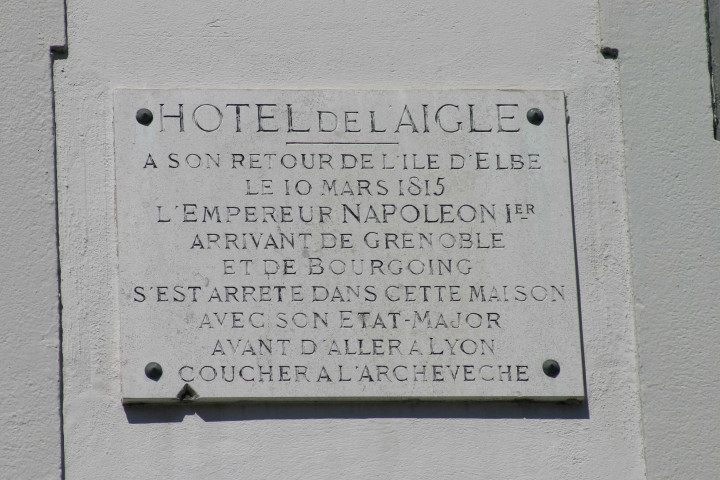 HOTEL DE L'AIGLE
A SON RETOUR DE L'ILE D'ELBE
LE 10 MARS 1815
L'EMPEREUR NAPOLEON IER
ARRIVANT DE GRENOBLE
ET DE BOURGOING
S'EST ARRETE DANS CETTE MAISON
AVEC SON ETAT-MAJOR
AVANT D'ALLER A LYON
COUCHER A L'ARCHEVECHE